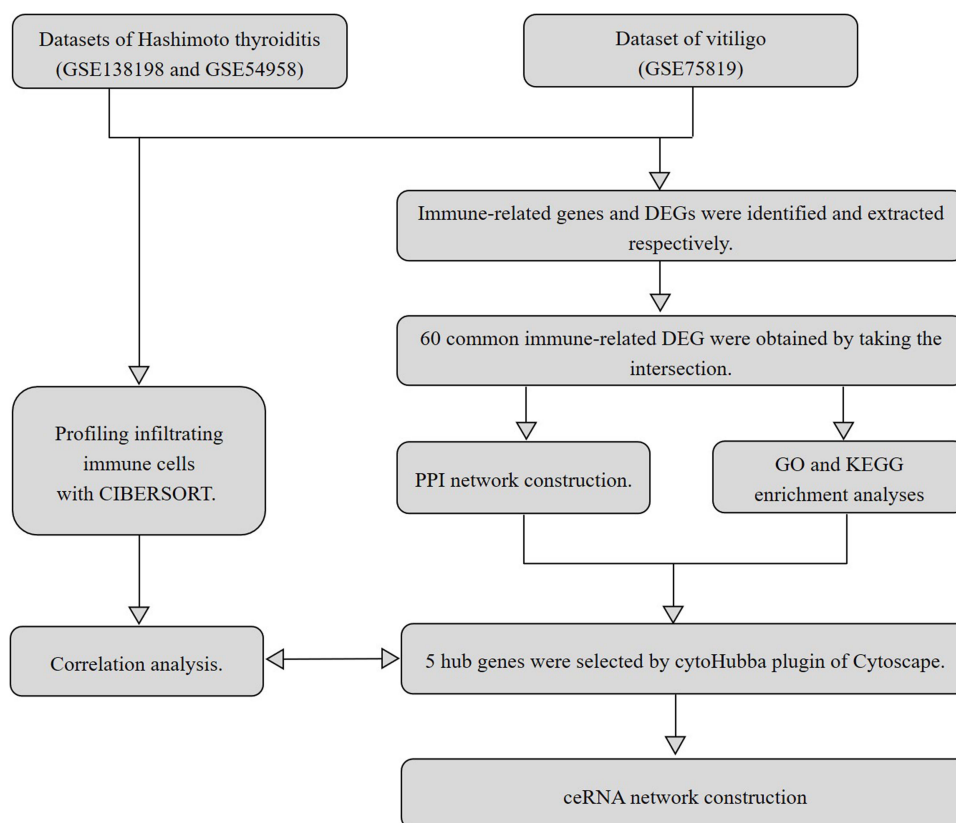 Datasets of Hashimoto thyroiditis
(GSE138198 and GSE54958)
Dataset of vitiligo
(GSE75819)
Immune-related genes and DEGs were identified and extracted
respectively.
60 common immune-related DEG were obtained by taking the
intersection.
Profiling infiltrating
immune cells
with CIBERSORT.
PPI network construction.
GO and KEGG
enrichment analyses
Correlation analysis.
5 hub genes were selected by cytoHubba plugin of Cytoscape.
ceRNA network construction